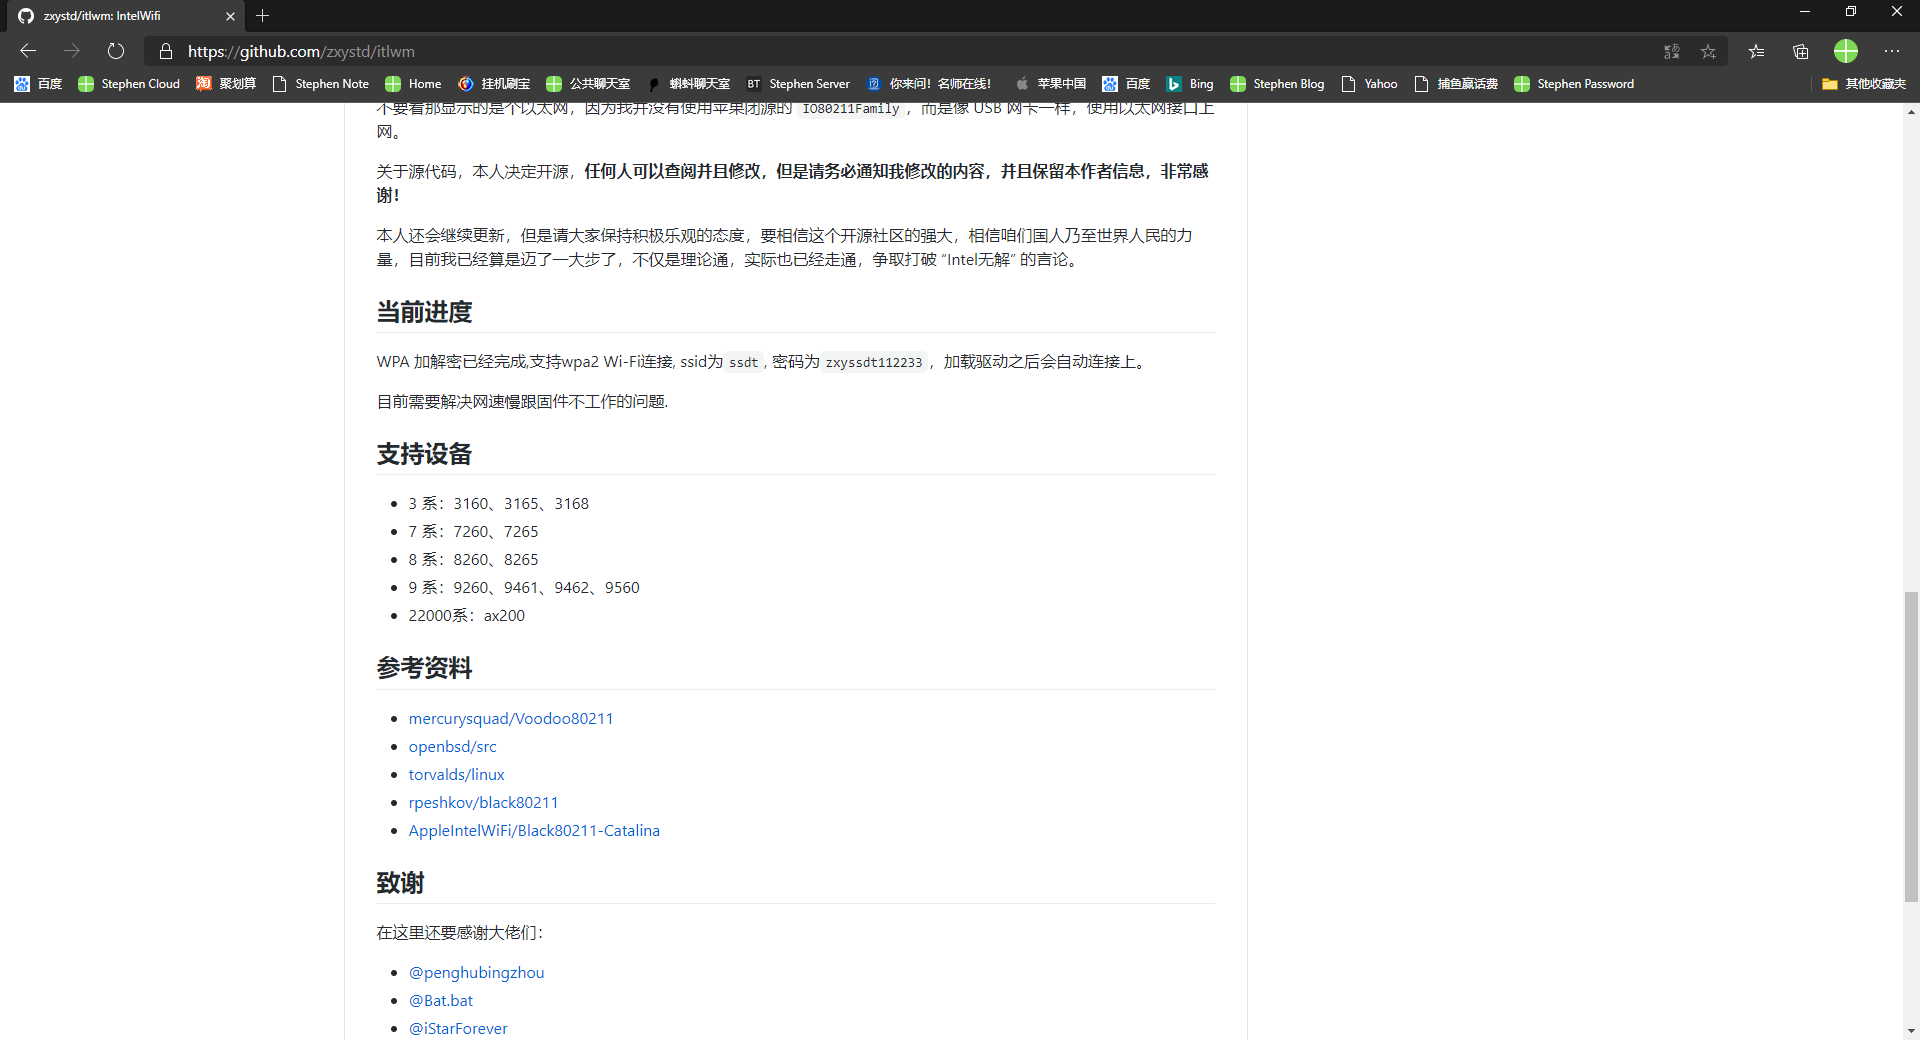 zxystd/itlwm: IntelWifi
https://github.com/zxystd/itlwm
百度 Stephen Cloud 聚划算 Stephen Note Home 挂机刷宝 公共聊天室 蝌蚪聊天室 BT Stephen Server 你来问！名师在线！ 苹果中国 百度 Bing Stephen Blog Yahoo 捕鱼赢话费 Stephen Password 其他收藏夹
不要看那显示的是个以太网，因为我并没有使用苹果闭源的 IO80211Family ，而是像 USB 网卡一样，使用以太网接口上
网。
关于源代码，本人决定开源，任何人可以查阅并且修改，但是请务必通知我修改的内容，并且保留本作者信息，非常感
谢！
本人还会继续更新，但是请大家保持积极乐观的态度，要相信这个开源社区的强大，相信咱们国人乃至世界人民的力
量，目前我已经算是迈了一大步了，不仅是理论通，实际也已经走通，争取打破 “Intel无解” 的言论。
当前进度
WPA 加解密已经完成,支持wpa2 Wi-Fi连接, ssid为 ssdt , 密码为 zxyssdt112233 ，加载驱动之后会自动连接上。
目前需要解决网速慢跟固件不工作的问题.
支持设备
3 系：3160、3165、3168
7 系：7260、7265
8 系：8260、8265
9 系：9260、9461、9462、9560
22000系：ax200
参考资料
mercurysquad/Voodoo80211
openbsd/src
torvalds/linux
rpeshkov/black80211
AppleIntelWiFi/Black80211-Catalina
致谢
在这里还要感谢大佬们：
@penghubingzhou
@Bat.bat
@iStarForever